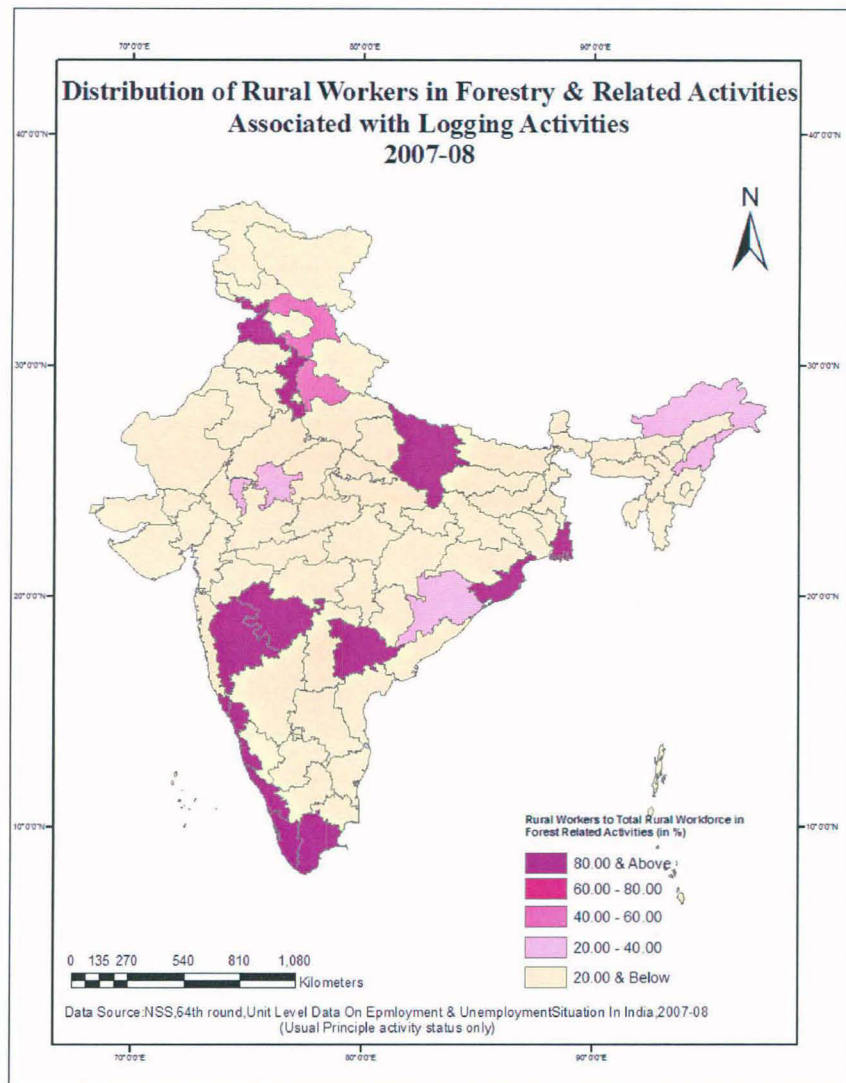 70°0'0"E 80°0'0"E 90°0'0"E
Distribution of Rural Workers in Forestry & Related Activities
Associated with Logging Activities
2007-08
40°0'0"N 40°0'0"N
N
30°0'0"N 30°0'0"N
20°0'0"N 20°0'0"N
10°0'0"N 10°0'0"N
Rural Workers to Total Rural Workforce in
Forest Related Activities (in %)
80.00 & Above
60.00 - 80.00
40.00 - 60.00
20.00 - 40.00
20.00 & Below
0 135 270 540 810 1,080
Kilometers
Data Source:NSS,64th round,Unit Level Data On Epmloyment & UnemploymentSituation In India,2007-08
(Usual Principle activity status only)
70°0'0"E 80°0'0"E 90°0'0"E